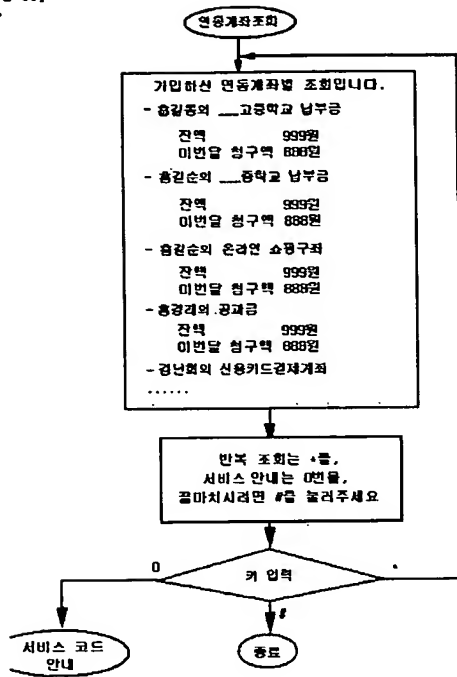 연동계좌조회
가입하신 연동계좌별 조회입니다.
- 홍길동의 __고등학교 납부금
잔액 999원
이번달 청구액 888원
- 홍길순의 __중학교 납부금
잔액 999원
이번달 청구액 888원
- 홍길순의 온라인 쇼핑구좌
잔액 999원
이번달 청구액 888원
- 홍경래의 공과금
잔액 999원
이번달 청구액 888원
- 김난희의 신용카드결제계좌
......
반복 조회는 *를,
서비스 안내는 0번을,
끝마치시려면 #를 눌러주세요
0
키 입력
*
#
서비스 코드
안내
종료